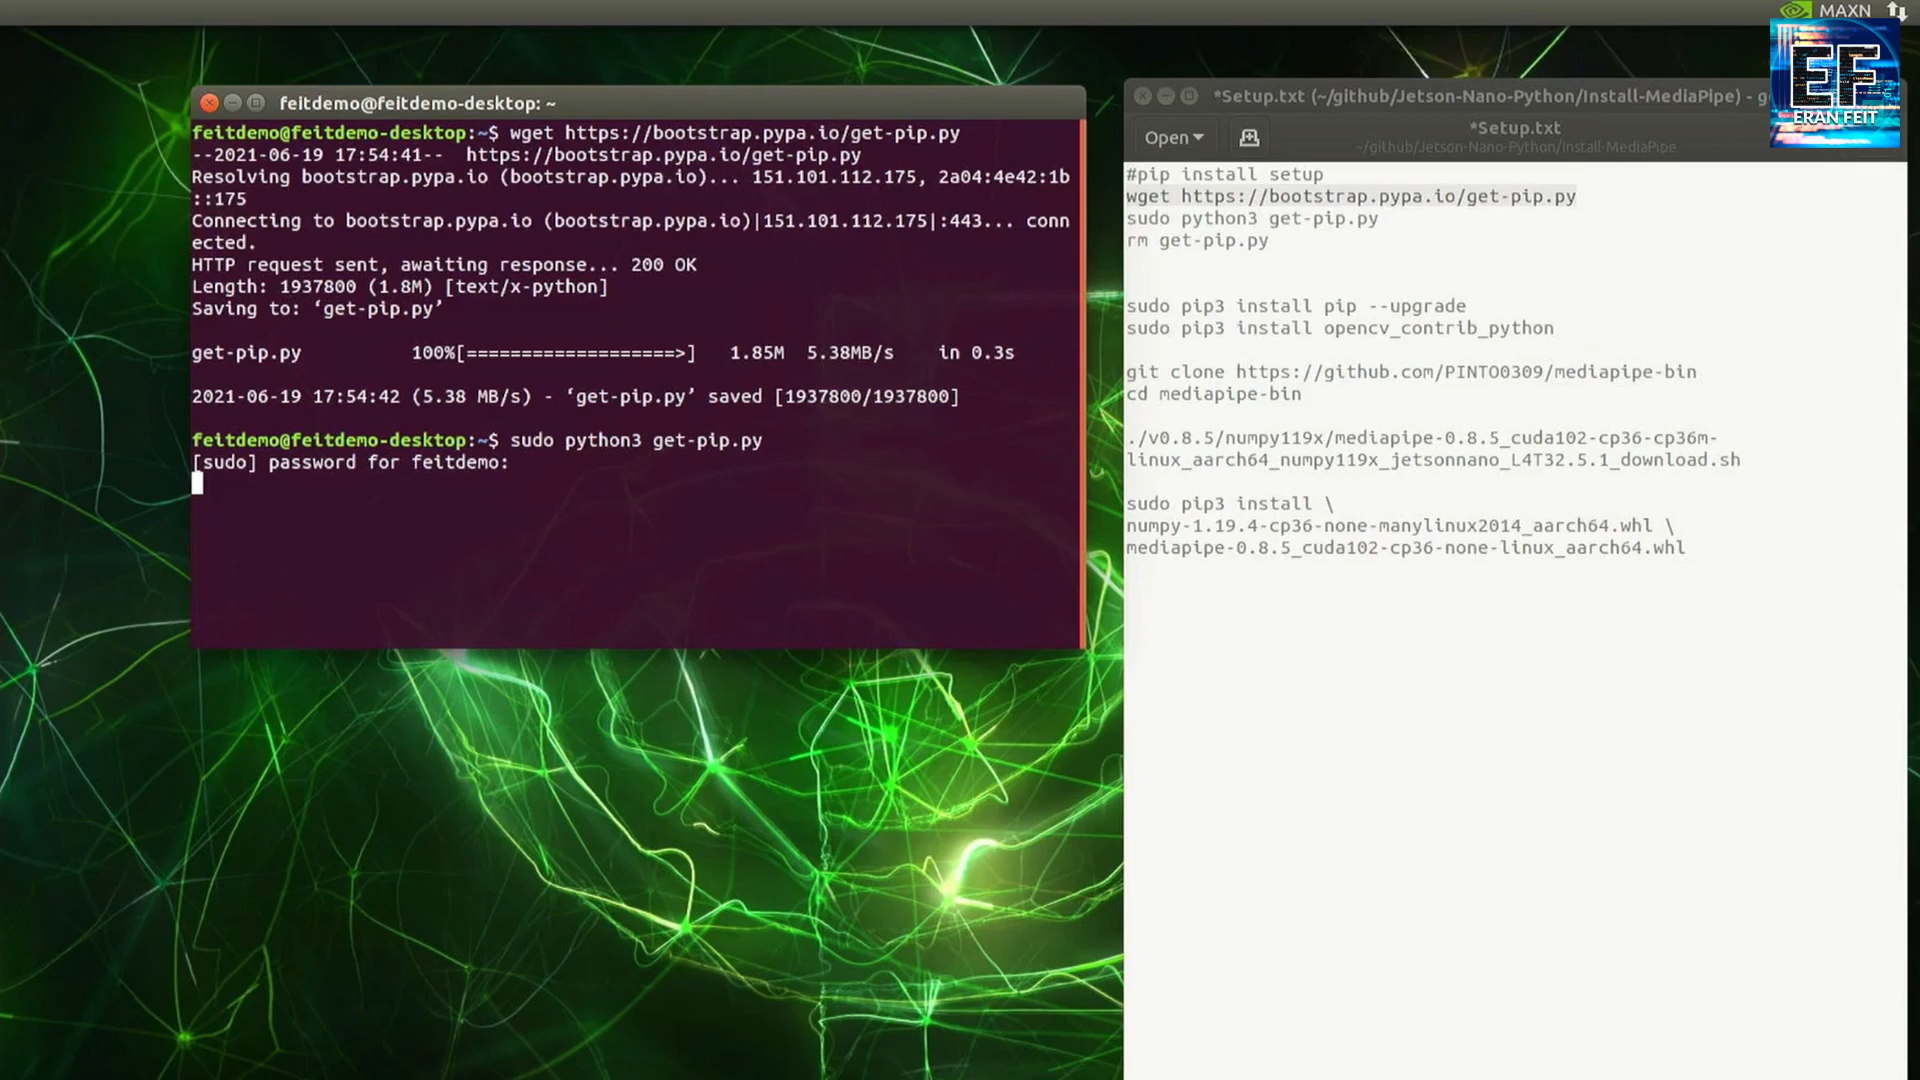 MAXN
EF
ERAN FEIT
feitdemo@feitdemo-desktop: ~
feitdemo@feitdemo-desktop:~$ wget https://bootstrap.pypa.io/get-pip.py
--2021-06-19 17:54:41--  https://bootstrap.pypa.io/get-pip.py
Resolving bootstrap.pypa.io (bootstrap.pypa.io)... 151.101.112.175, 2a04:4e42:1b
::175
Connecting to bootstrap.pypa.io (bootstrap.pypa.io)|151.101.112.175|:443... conn
ected.
HTTP request sent, awaiting response... 200 OK
Length: 1937800 (1.8M) [text/x-python]
Saving to: ‘get-pip.py’
get-pip.py          100%[===================>]   1.85M  5.38MB/s    in 0.3s
2021-06-19 17:54:42 (5.38 MB/s) - ‘get-pip.py’ saved [1937800/1937800]
feitdemo@feitdemo-desktop:~$ sudo python3 get-pip.py
[sudo] password for feitdemo:
*Setup.txt (~/github/Jetson-Nano-Python/Install-MediaPipe) - g
Open
*Setup.txt
~/github/Jetson-Nano-Python/Install-MediaPipe
#pip install setup
wget https://bootstrap.pypa.io/get-pip.py
sudo python3 get-pip.py
rm get-pip.py
sudo pip3 install pip --upgrade
sudo pip3 install opencv_contrib_python
git clone https://github.com/PINTO0309/mediapipe-bin
cd mediapipe-bin
./v0.8.5/numpy119x/mediapipe-0.8.5_cuda102-cp36-cp36m-
linux_aarch64_numpy119x_jetsonnano_L4T32.5.1_download.sh
sudo pip3 install \
numpy-1.19.4-cp36-none-manylinux2014_aarch64.whl \
mediapipe-0.8.5_cuda102-cp36-none-linux_aarch64.whl